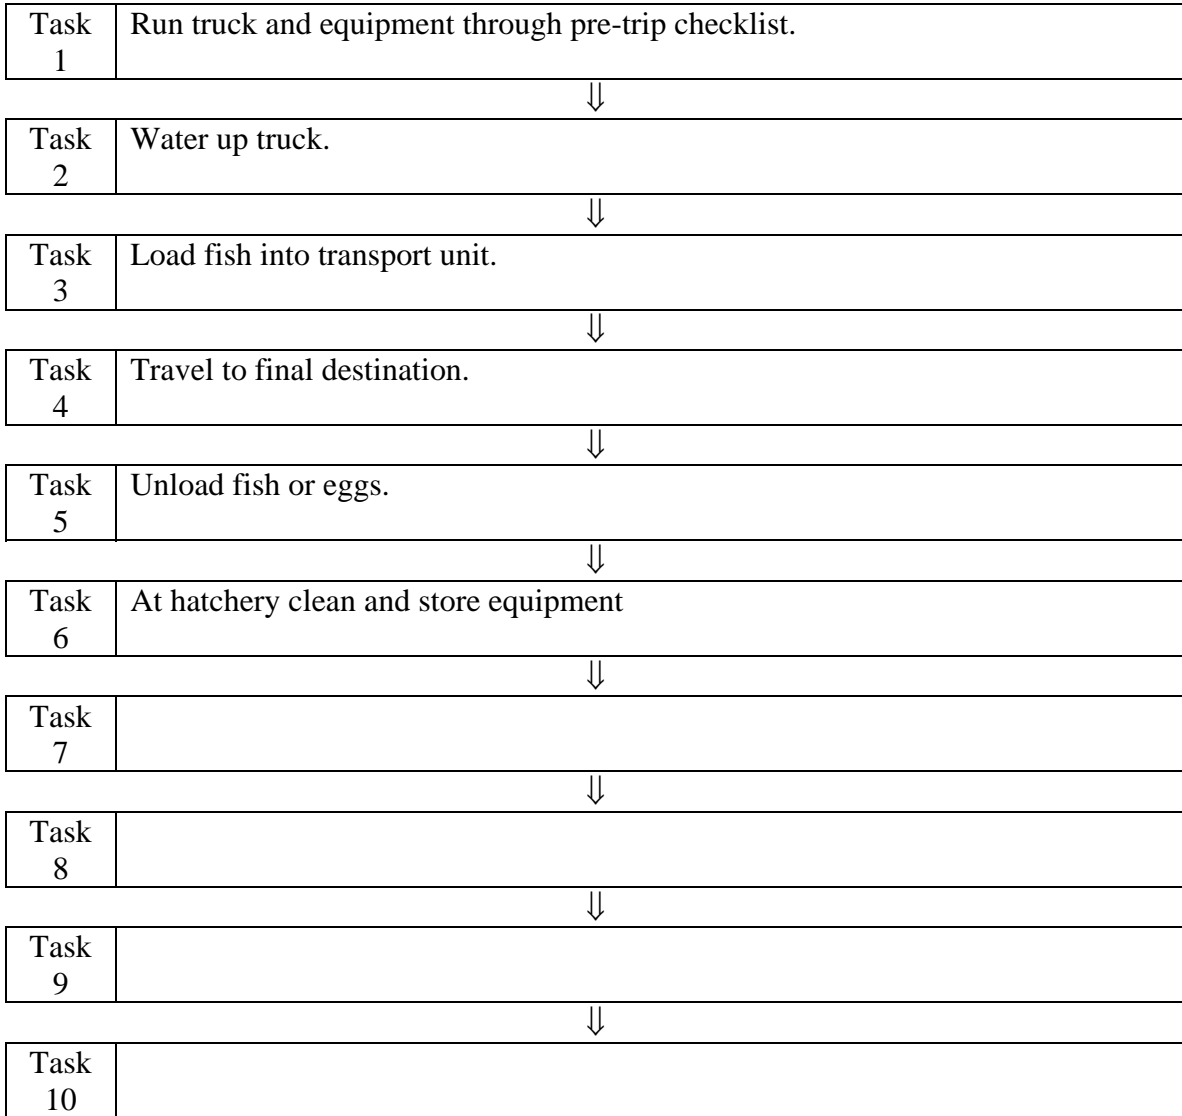 Task Run truck and equipment through pre-trip checklist.
1
⇓
Task Water up truck.
2
⇓
Task Load fish into transport unit.
3
⇓
Task Travel to final destination.
4
⇓
Task Unload fish or eggs.
5
⇓
Task At hatchery clean and store equipment
6
⇓
Task
7
⇓
Task
8
⇓
Task
9
⇓
Task
10